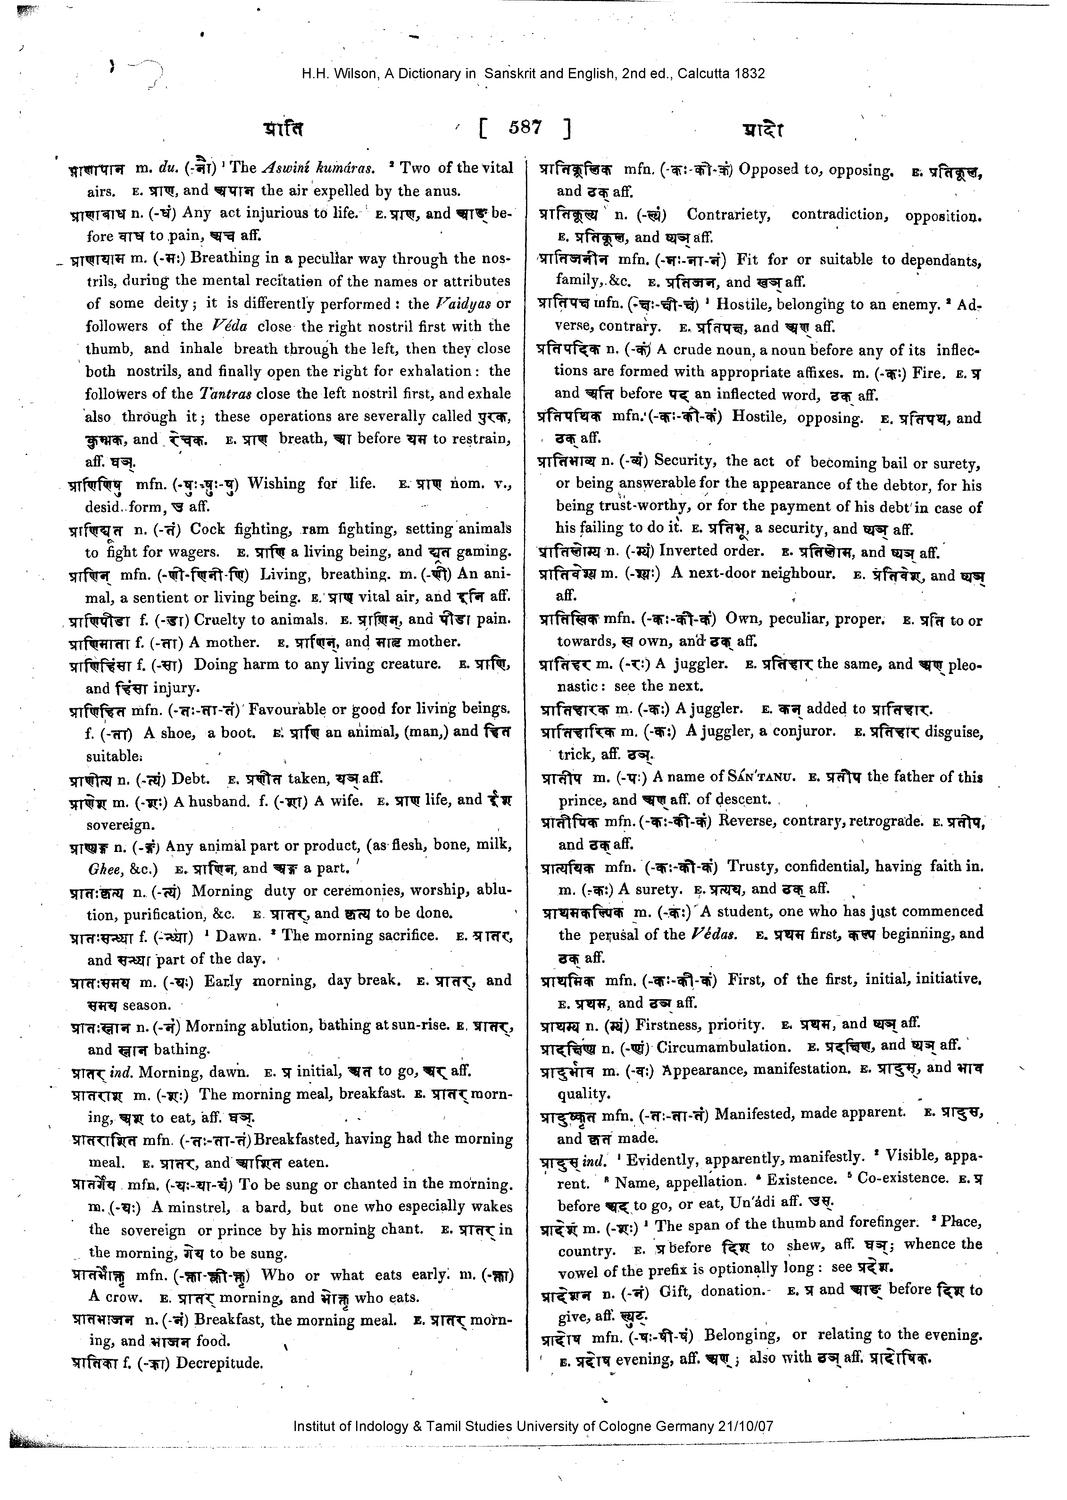 H.H. Wilson, A Dictionary in Sanskrit and English, 2nd ed., Calcutta 1832
प्राति [ 587 ] प्रादे
प्राणापान m. du. (-नौ) ¹ The Aswiní kumáras. ² Two of the vital
airs. E. प्राण, and अपान the air expelled by the anus.
प्राणाबाध n. (-धं) Any act injurious to life. E. प्राण, and आङ् be-
fore बाध to pain, अच aff.
प्राणायाम m. (-मः) Breathing in a peculiar way through the nos-
trils, during the mental recitation of the names or attributes
of some deity; it is differently performed: the Vaidyas or
followers of the Véda close the right nostril first with the
thumb, and inhale breath through the left, then they close
both nostrils, and finally open the right for exhalation: the
followers of the Tantras close the left nostril first, and exhale
also through it; these operations are severally called पुरक,
कुम्भक, and रेचक. E. प्राण breath, आ before यम to restrain,
aff. घञ्.
प्राणिणिषु mfn. (-षुः-षुः-षु) Wishing for life. E. प्राण nom. v.,
desid. form, उ aff.
प्राणिद्यूत n. (-तं) Cock fighting, ram fighting, setting animals
to fight for wagers. E. प्राणि a living being, and द्यूत gaming.
प्राणिन् mfn. (-णी-णिनी-णि) Living, breathing. m. (-णी) An ani-
mal, a sentient or living being. E. प्राण vital air, and इनि aff.
प्राणिपीडा f. (-डा) Cruelty to animals. E. प्राणिन्, and पीडा pain.
प्राणिमाता f. (-ता) A mother. E. प्राणिन्, and मातृ mother.
प्राणिहिंसा f. (-सा) Doing harm to any living creature. E. प्राणि,
and हिंसा injury.
प्राणिहित mfn. (-तः-ता-तं) Favourable or good for living beings.
f. (-ता) A shoe, a boot. E. प्राणि an animal, (man,) and हित
suitable.
प्राणीत्य n. (-त्यं) Debt. E. प्रणीत taken, यञ् aff.
प्राणेश m. (-शः) A husband. f. (-शा) A wife. E. प्राण life, and ईश
sovereign.
प्राण्यङ्ग n. (-ङ्गं) Any animal part or product, (as flesh, bone, milk,
Ghee, &c.) E. प्राणिन्, and अङ्ग a part.
प्रातःकृत्य n. (-त्यं) Morning duty or ceremonies, worship, ablu-
tion, purification, &c. E. प्रातर्, and कृत्य to be done.
प्रातःसन्ध्या f. (-न्ध्या) ¹ Dawn. ² The morning sacrifice. E. प्रातर्,
and सन्ध्या part of the day.
प्रातःसमय m. (-यः) Early morning, day break. E. प्रातर्, and
समय season.
प्रातःस्नान n. (-नं) Morning ablution, bathing at sun-rise. E. प्रातर्,
and स्नान bathing.
प्रातर् ind. Morning, dawn. E. प्र initial, अत to go, अर् aff.
प्रातराश m. (-शः) The morning meal, breakfast. E. प्रातर् morn-
ing, अश to eat, aff. घञ्.
प्रातराशित mfn. (-तः-ता-तं) Breakfasted, having had the morning
meal. E. प्रातर्, and आशित eaten.
प्रातर्गेय mfn. (-यः-या-यं) To be sung or chanted in the morning.
m. (-यः) A minstrel, a bard, but one who especially wakes
the sovereign or prince by his morning chant. E. प्रातर् in
the morning, गेय to be sung.
प्रातर्भोक्तृ mfn. (-क्ता-क्त्री-क्तृ) Who or what eats early. m. (-क्ता)
A crow. E. प्रातर् morning, and भोक्तृ who eats.
प्रातभाजन n. (-नं) Breakfast, the morning meal. E. प्रातर् morn-
ing, and भाजन food.
प्रातिका f. (-का) Decrepitude.
प्रातिकूलिक mfn. (-कः-की-कं) Opposed to, opposing. E. प्रतिकूल,
and ठक् aff.
प्रातिकूल्य n. (-ल्यं) Contrariety, contradiction, opposition.
E. प्रतिकूल, and ष्यञ् aff.
प्रातिजनीन mfn. (-नः-ना-नं) Fit for or suitable to dependants,
family, &c. E. प्रतिजन, and खञ् aff.
प्रातिपक्ष mfn. (-क्षः-क्षी-क्षं) ¹ Hostile, belonging to an enemy. ² Ad-
verse, contrary. E. प्रतिपक्ष, and अण् aff.
प्रातिपदिक n. (-कं) A crude noun, a noun before any of its inflec-
tions are formed with appropriate affixes. m. (-कः) Fire. E. प्र
and अति before पद् an inflected word, ठक् aff.
प्रातिपथिक mfn. (-कः-की-कं) Hostile, opposing. E. प्रतिपथ, and
ठक् aff.
प्रातिभाव्य n. (-व्यं) Security, the act of becoming bail or surety,
or being answerable for the appearance of the debtor, for his
being trust-worthy, or for the payment of his debt in case of
his failing to do it. E. प्रतिभू, a security, and ष्यञ् aff.
प्रातिलोम्य n. (-म्यं) Inverted order. E. प्रतिलोम, and ष्यञ् aff.
प्रातिवेश्य m. (-श्यः) A next-door neighbour. E. प्रतिवेश, and ष्यञ्
aff.
प्रातिस्विक mfn. (-कः-की-कं) Own, peculiar, proper. E. प्रति to or
towards, स्व own, and ठक् aff.
प्रातिहर m. (-रः) A juggler. E. प्रतिहार the same, and अण् pleo-
nastic: see the next.
प्रातिहारक m. (-कः) A juggler. E. कन् added to प्रातिहार.
प्रातिहारिक m. (-कः) A juggler, a conjuror. E. प्रतिहार disguise,
trick, aff. ठञ्.
प्रातीप m. (-पः) A name of SÁN'TANU. E. प्रतीप the father of this
prince, and अण् aff. of descent.
प्रातीपिक mfn. (-कः-की-कं) Reverse, contrary, retrograde. E. प्रतीप,
and ठक् aff.
प्रात्ययिक mfn. (-कः-की-कं) Trusty, confidential, having faith in.
m. (-कः) A surety. E. प्रत्यय, and ठक् aff.
प्राथमकल्पिक m. (-कः) A student, one who has just commenced
the perusal of the Védas. E. प्रथम first, कल्प beginning, and
ठक् aff.
प्राथमिक mfn. (-कः-की-कं) First, of the first, initial, initiative.
E. प्रथम, and ठञ् aff.
प्राथम्य n. (म्यं) Firstness, priority. E. प्रथम, and ष्यञ् aff.
प्रादक्षिण्य n. (-ण्यं) Circumambulation. E. प्रदक्षिण, and ष्यञ् aff.
प्रादुर्भाव m. (-वः) Appearance, manifestation. E. प्रादुस्, and भाव
quality.
प्रादुष्कृत mfn. (-तः-ता-तं) Manifested, made apparent. E. प्रादुस,
and कृत made.
प्रादुस् ind. ¹ Evidently, apparently, manifestly. ² Visible, appa-
rent. ³ Name, appellation. ⁴ Existence. ⁵ Co-existence. E. प्र
before अद् to go, or eat, Un'ádi aff. उस्.
प्रादेश m. (-शः) ¹ The span of the thumb and forefinger. ² Place,
country. E. प्र before दिश to shew, aff. घञ्; whence the
vowel of the prefix is optionally long: see प्रदेश.
प्रादेशन n. (-नं) Gift, donation. E. प्र and आङ् before दिश to
give, aff. ल्युट्.
प्रादोष mfn. (-षः-षी-षं) Belonging, or relating to the evening.
E. प्रदोष evening, aff. अण्; also with ठञ् aff. प्रादोषिक.
Institut of Indology & Tamil Studies University of Cologne Germany 21/10/07